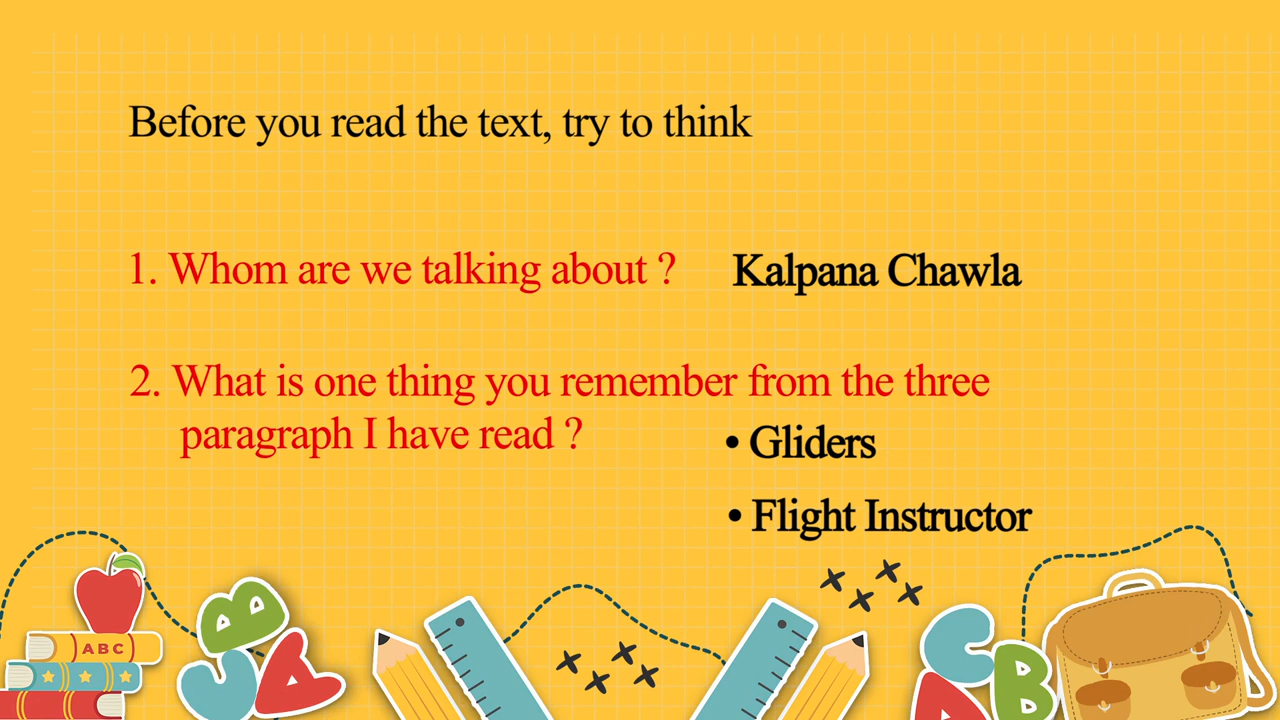 Before you read the text, try to think
1. Whom are we talking about ? Kalpana Chawla
2. What is one thing you remember from the three
paragraph I have read ?
• Gliders
• Flight Instructor
ABC
B
C
A
C
B
A